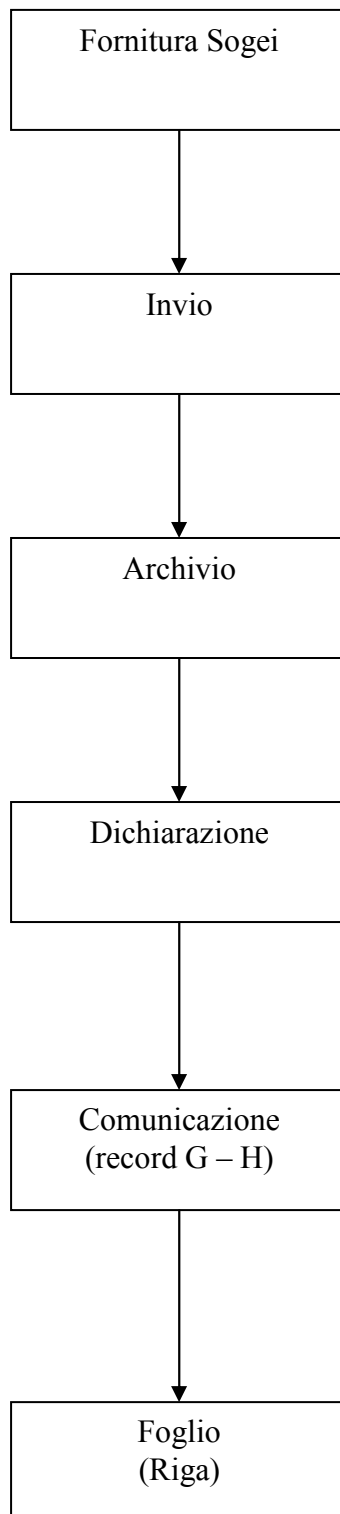 Fornitura Sogei
Invio
Archivio
Dichiarazione
Comunicazione
(record G – H)
Foglio
(Riga)